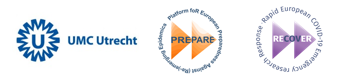 UMC Utrecht
Platform foR European Preparedness Against (Re-)emerging Epidemics
PREPARE
Rapid European COVID-19 Emergency research Response
RECOVER